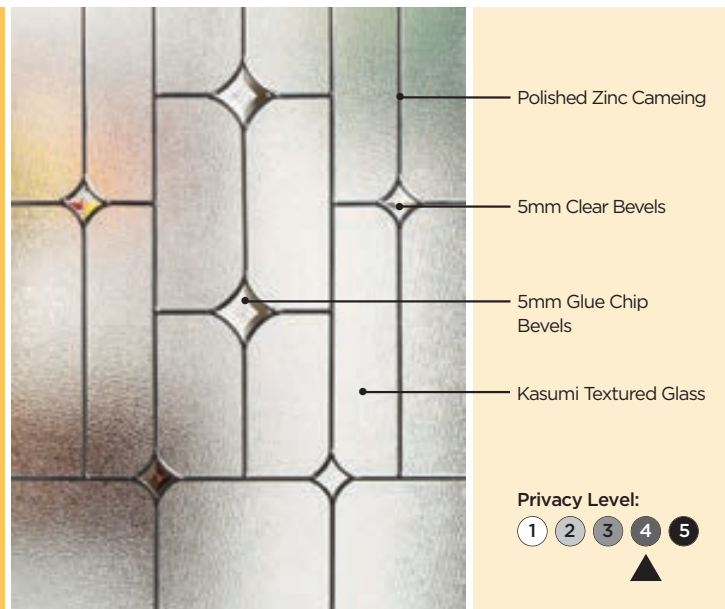 Polished Zinc Cameing
5mm Clear Bevels
5mm Glue Chip
Bevels
Kasumi Textured Glass
Privacy Level:
1 2 3 4 5